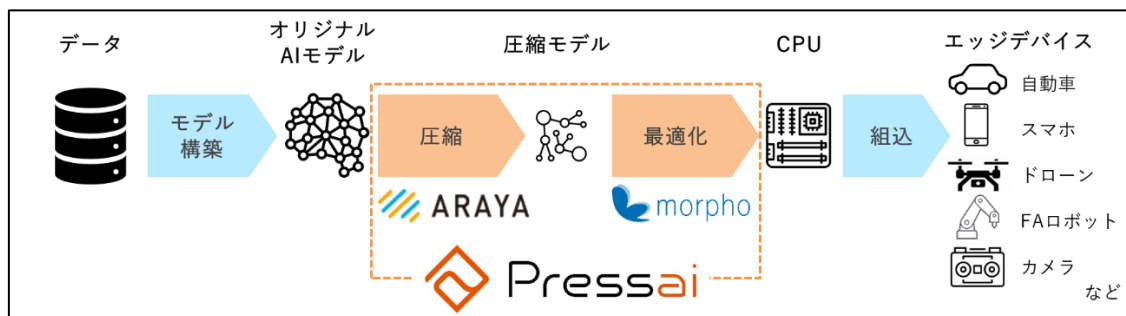 データ
オリジナル
AIモデル
圧縮モデル
CPU
エッジデバイス
モデル
構築
圧縮
最適化
組込
自動車
スマホ
ドローン
FAロボット
カメラ
など
ARAYA
morpho
Pressai